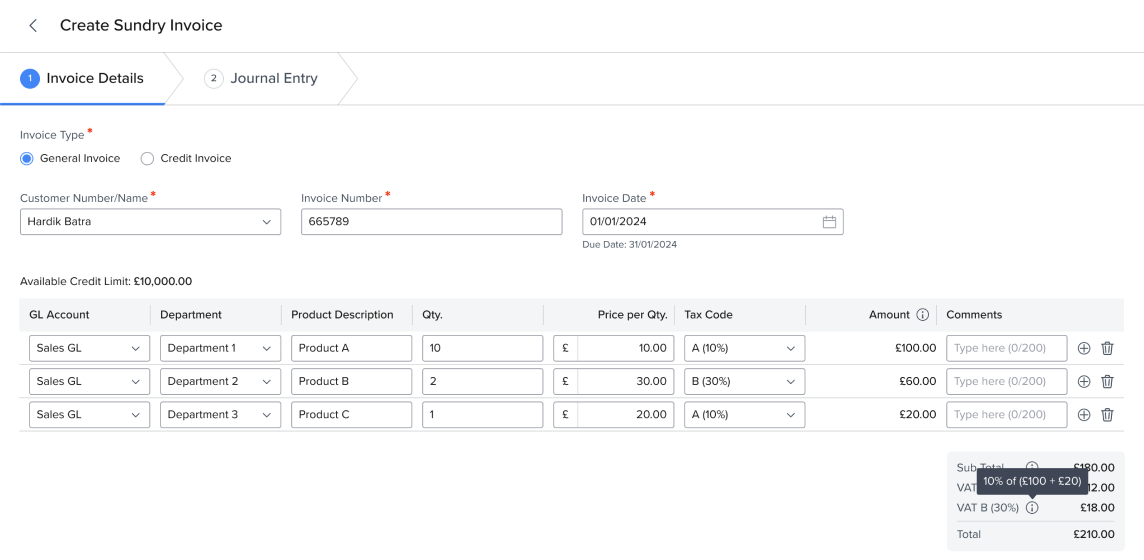 Create Sundry Invoice
1 Invoice Details 2 Journal Entry
Invoice Type *
General Invoice Credit Invoice
Customer Number/Name * Invoice Number * Invoice Date *
Hardik Batra 665789 01/01/2024
Due Date: 31/01/2024
Available Credit Limit: £10,000.00
GL Account Department Product Description Qty. Price per Qty. Tax Code Amount Comments
Sales GL Department 1 Product A 10 £ 10.00 A (10%) £100.00 Type here (0/200)
Sales GL Department 2 Product B 2 £ 30.00 B (30%) £60.00 Type here (0/200)
Sales GL Department 3 Product C 1 £ 20.00 A (10%) £20.00 Type here (0/200)
Sub Total £180.00
10% of (£100 + £20)
VAT 12.00
VAT B (30%) £18.00
Total £210.00